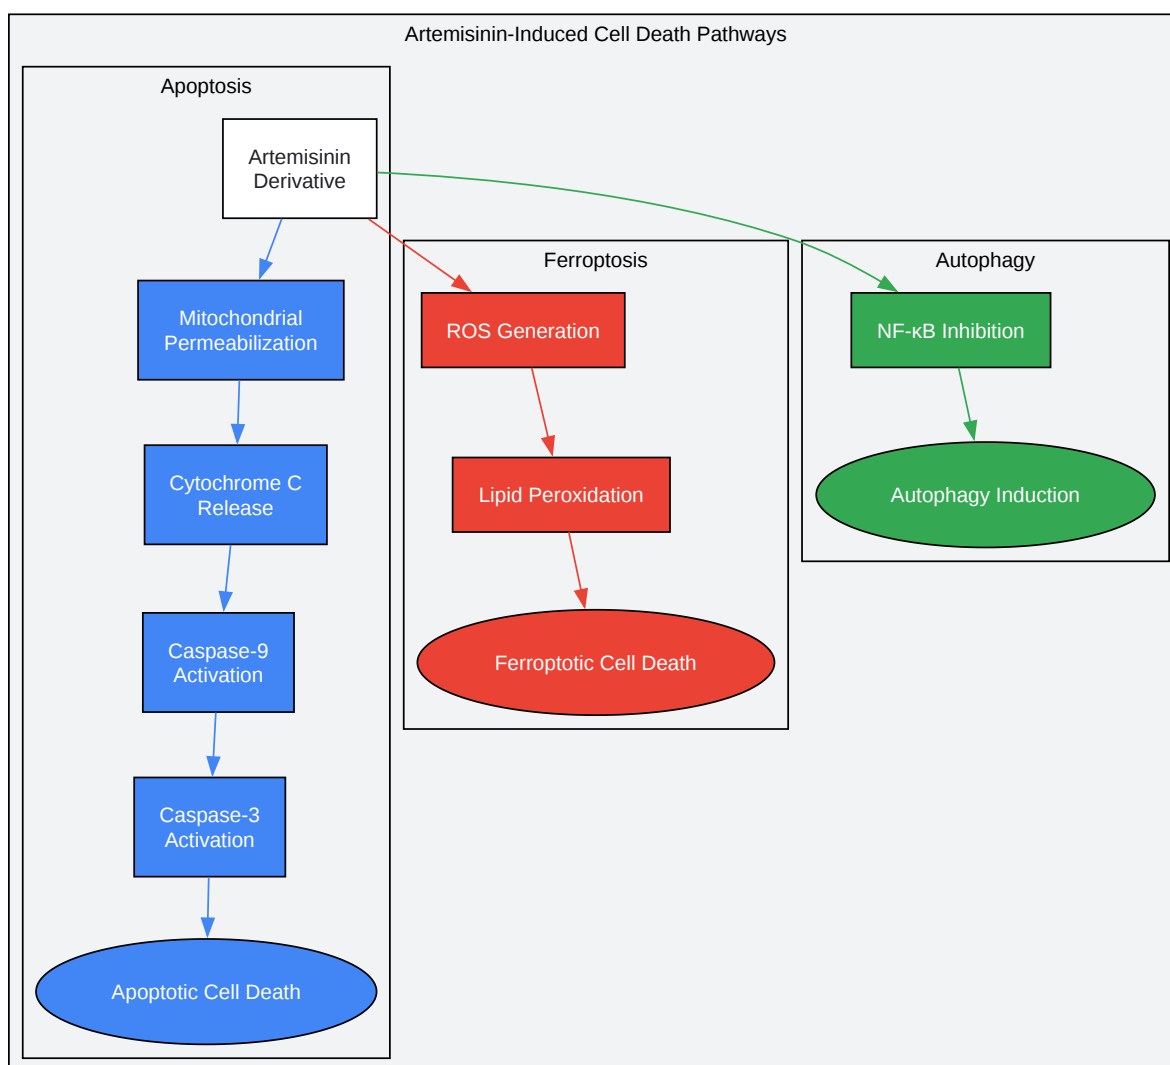 Artemisinin-Induced Cell Death Pathways
Apoptosis
Artemisinin
Derivative
Mitochondrial
Permeabilization
Cytochrome C
Release
Caspase-9
Activation
Caspase-3
Activation
Apoptotic Cell Death
Ferroptosis
ROS Generation
Lipid Peroxidation
Ferroptotic Cell Death
Autophagy
NF-κB Inhibition
Autophagy Induction